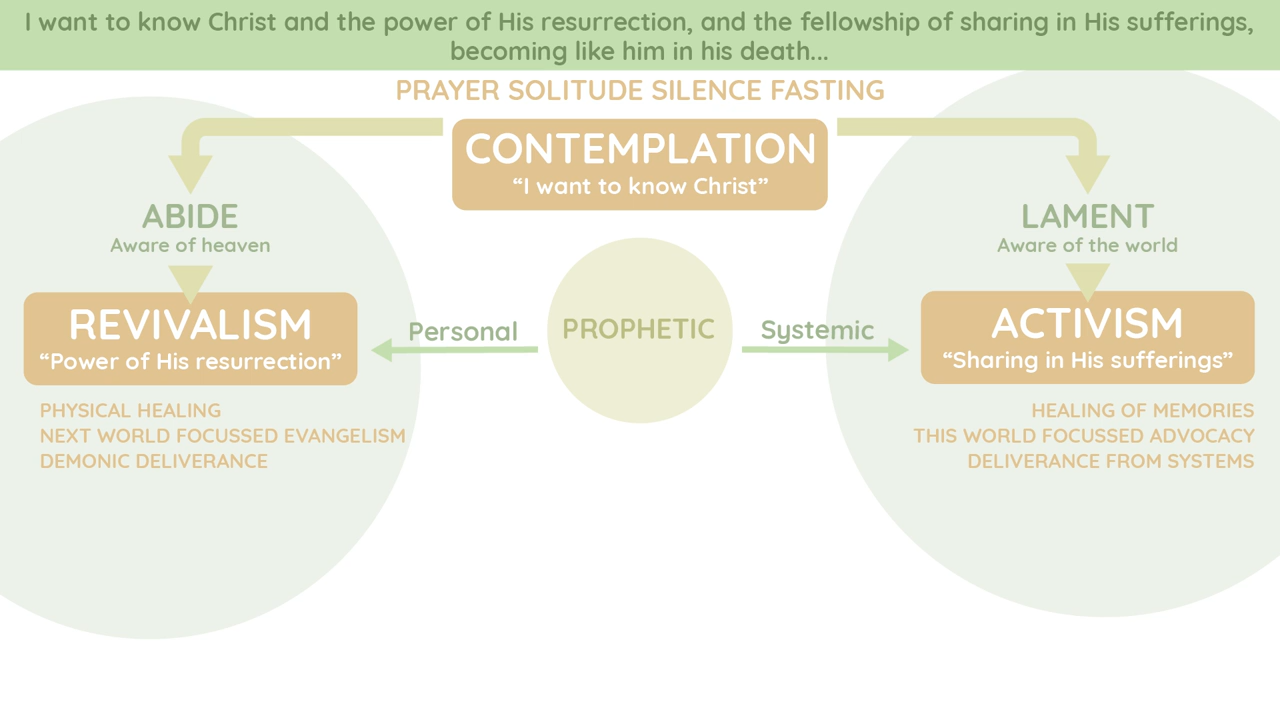 I want to know Christ and the power of His resurrection, and the fellowship of sharing in His sufferings,
becoming like him in his death...
PRAYER SOLITUDE SILENCE FASTING
CONTEMPLATION
“I want to know Christ”
ABIDE
Aware of heaven
LAMENT
Aware of the world
REVIVALISM
“Power of His resurrection”
Personal
PROPHETIC
Systemic
ACTIVISM
“Sharing in His sufferings”
PHYSICAL HEALING
NEXT WORLD FOCUSSED EVANGELISM
DEMONIC DELIVERANCE
HEALING OF MEMORIES
THIS WORLD FOCUSSED ADVOCACY
DELIVERANCE FROM SYSTEMS